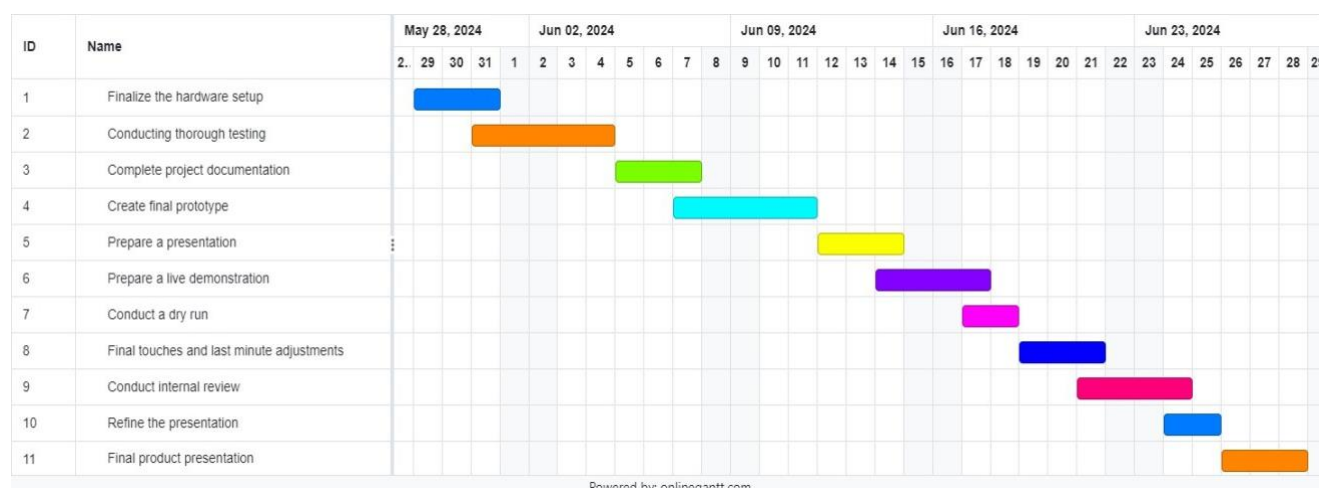 ID Name May 28, 2024 Jun 02, 2024 Jun 09, 2024 Jun 16, 2024 Jun 23, 2024
2.. 29 30 31 1 2 3 4 5 6 7 8 9 10 11 12 13 14 15 16 17 18 19 20 21 22 23 24 25 26 27 28
1 Finalize the hardware setup
2 Conducting thorough testing
3 Complete project documentation
4 Create final prototype
5 Prepare a presentation
6 Prepare a live demonstration
7 Conduct a dry run
8 Final touches and last minute adjustments
9 Conduct internal review
10 Refine the presentation
11 Final product presentation
Powered by: onlinegantt.com